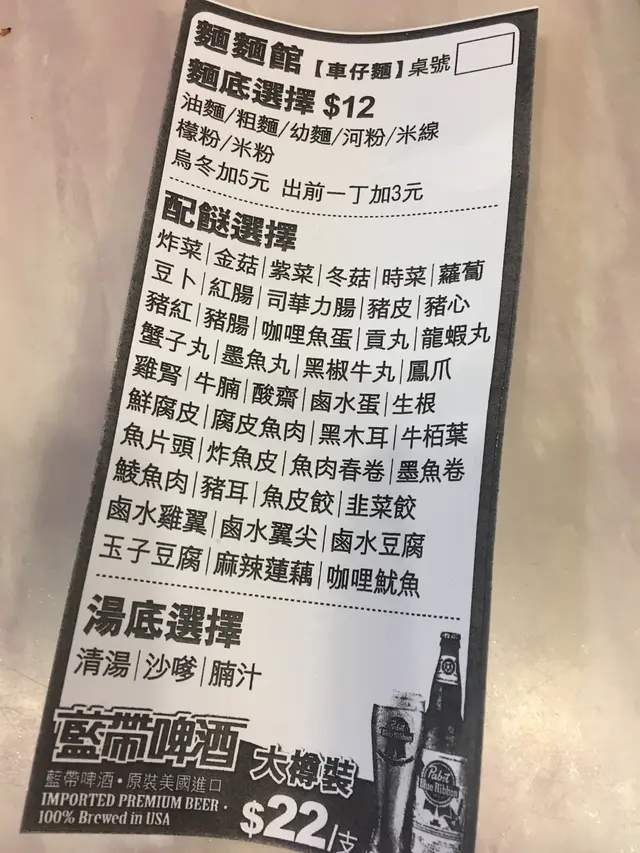 麵麵館【車仔麵】桌號
麵底選擇 $12
油麵/粗麵/幼麵/河粉/米線
檬粉/米粉
烏冬加5元 出前一丁加3元
配餸選擇
炸菜|金菇|紫菜|冬菇|時菜|蘿蔔
豆卜|紅腸|司華力腸|豬皮|豬心
豬紅|豬腸|咖哩魚蛋|貢丸|龍蝦丸
蟹子丸|墨魚丸|黑椒牛丸|鳳爪
雞腎|牛腩|酸齋|鹵水蛋|生根
鮮腐皮|腐皮魚肉|黑木耳|牛栢葉
魚片頭|炸魚皮|魚肉春卷|墨魚卷
鯪魚肉|豬耳|魚皮餃|韭菜餃
鹵水雞翼|鹵水翼尖|鹵水豆腐
玉子豆腐|麻辣蓮藕|咖哩魷魚
湯底選擇
清湯|沙嗲|腩汁
藍帶啤酒 大樽裝
藍帶啤酒·原裝美國進口
IMPORTED PREMIUM BEER·
100% Brewed in USA
$22/支
Pabst
Blue Ribbon
Pabst
Blue Ribbon